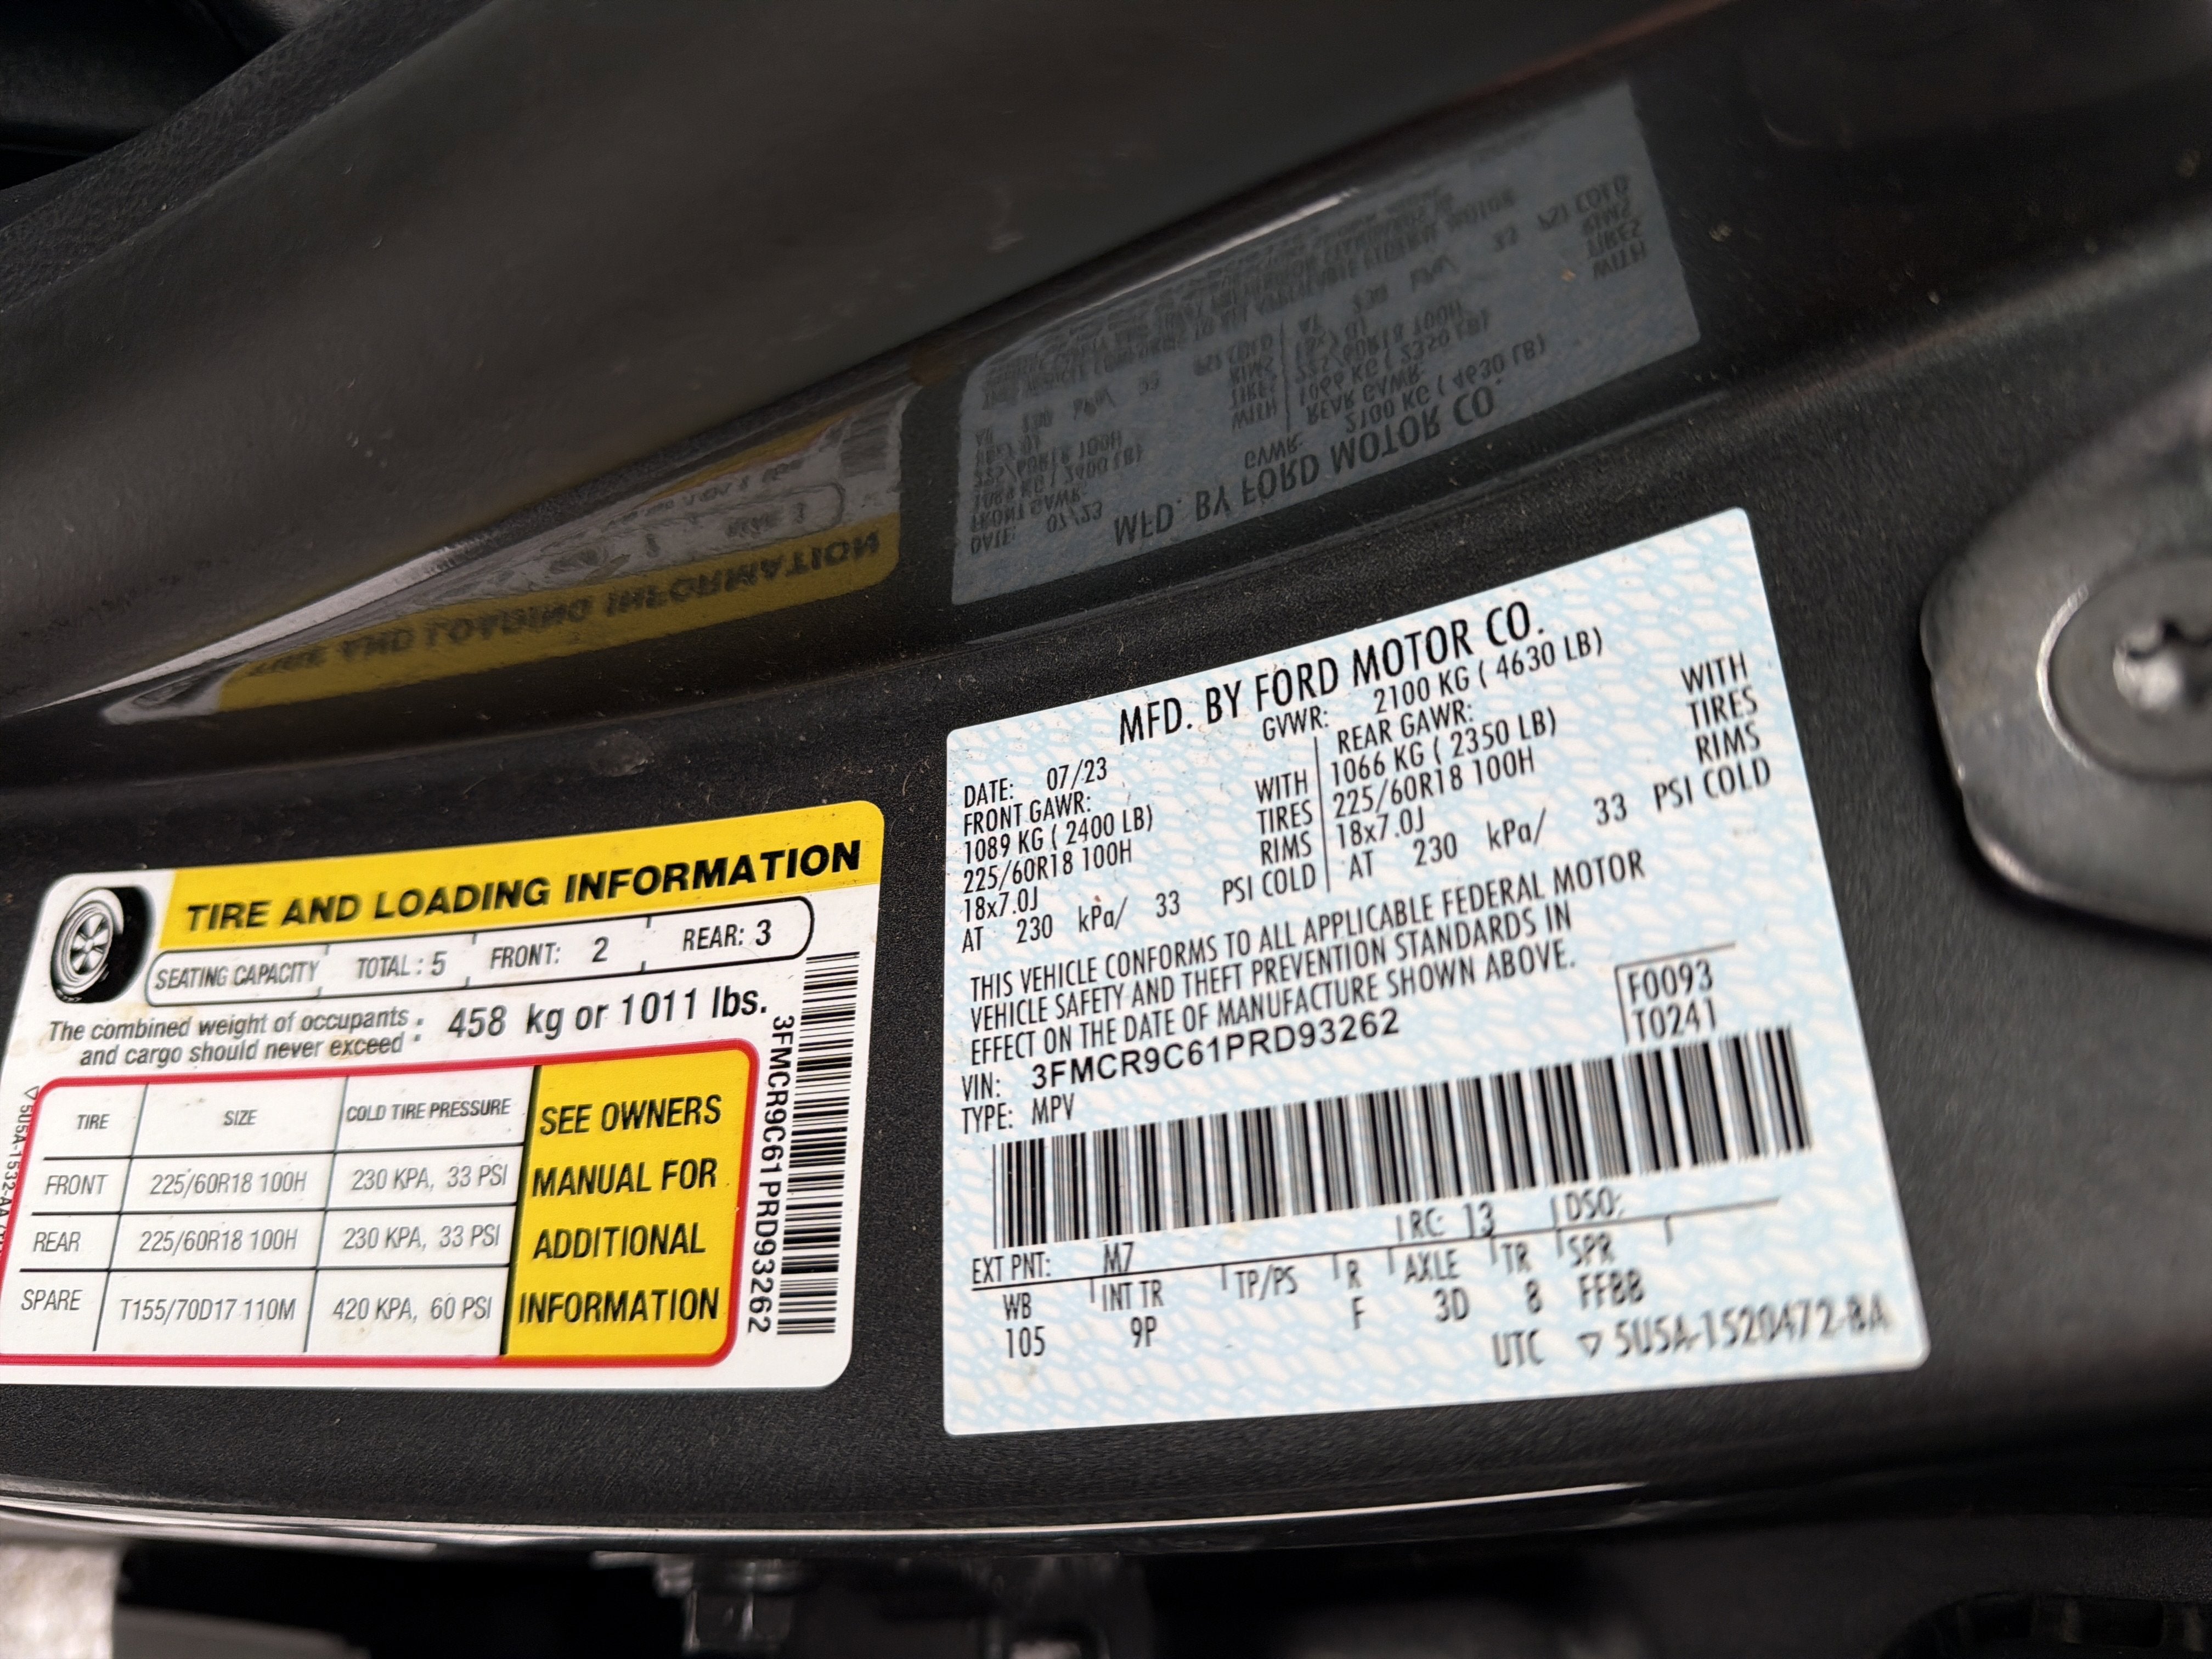 TIRE AND LOADING INFORMATION
SEATING CAPACITY TOTAL : 5 FRONT: 2 REAR: 3
The combined weight of occupants : 458 kg or 1011 lbs.
and cargo should never exceed :
TIRE SIZE COLD TIRE PRESSURE
FRONT 225/60R18 100H 230 KPA, 33 PSI
REAR 225/60R18 100H 230 KPA, 33 PSI
SPARE T155/70D17 110M 420 KPA, 60 PSI
SEE OWNERS
MANUAL FOR
ADDITIONAL
INFORMATION
3FMCR9C61PRD93262
5U5A-1532-AA
MFD. BY FORD MOTOR CO.
DATE: 07/23 GVWR: 2100 KG ( 4630 LB)
FRONT GAWR: REAR GAWR:
1089 KG ( 2400 LB) WITH 1066 KG ( 2350 LB) WITH
225/60R18 100H TIRES 225/60R18 100H TIRES
18x7.0J RIMS 18x7.0J RIMS
AT 230 kPa/ 33 PSI COLD AT 230 kPa/ 33 PSI COLD
THIS VEHICLE CONFORMS TO ALL APPLICABLE FEDERAL MOTOR
VEHICLE SAFETY AND THEFT PREVENTION STANDARDS IN
EFFECT ON THE DATE OF MANUFACTURE SHOWN ABOVE.
VIN: 3FMCR9C61PRD93262 F0093
TYPE: MPV T0241
EXT PNT: M7 RC: 13 DSO:
WB INT TR TP/PS R AXLE TR SPR
105 9P F 3D 8 FFBB
UTC ▽ 5U5A-1520472-BA